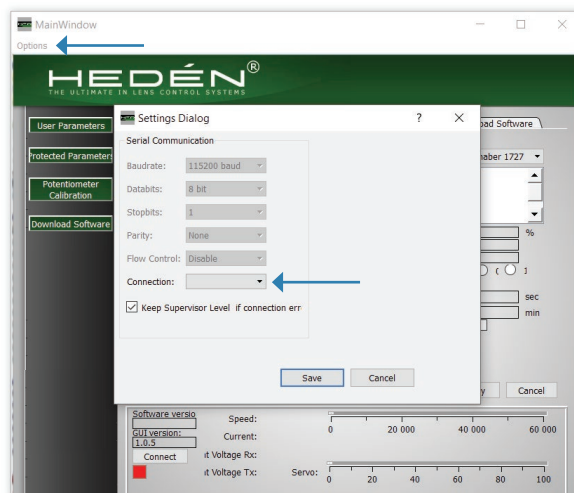 MainWindow
Options
HEDÉN®
THE ULTIMATE IN LENS CONTROL SYSTEMS
User Parameters
Protected Parameters
Potentiometer
Calibration
Download Software
Settings Dialog
?
Serial Communication
Baudrate: 115200 baud
Databits: 8 bit
Stopbits: 1
Parity: None
Flow Control: Disable
Connection:
Keep Supervisor Level if connection err
Save Cancel
oad Software
haber 1727
%
sec
min
y Cancel
Software versio
GUI version:
1.0.5
Connect
Speed:
0 20 000 40 000 60 000
Current:
it Voltage Rx:
it Voltage Tx:
Servo:
0 20 40 60 80 100